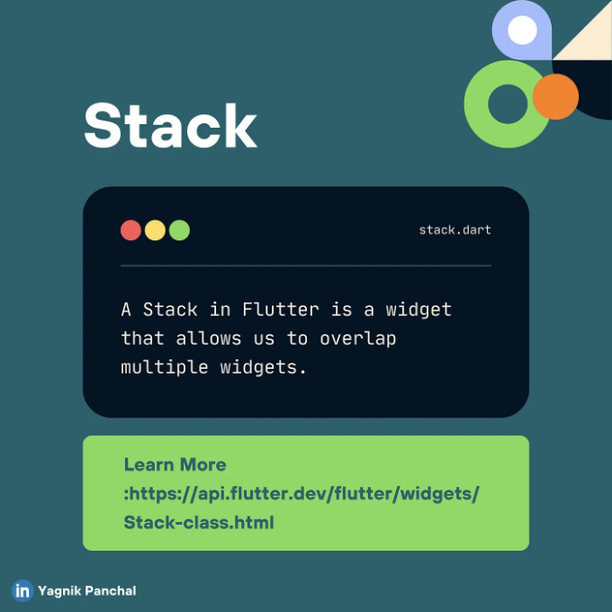 Stack
stack.dart
A Stack in Flutter is a widget
that allows us to overlap
multiple widgets.
Learn More
:https://api.flutter.dev/flutter/widgets/
Stack-class.html
in Yagnik Panchal